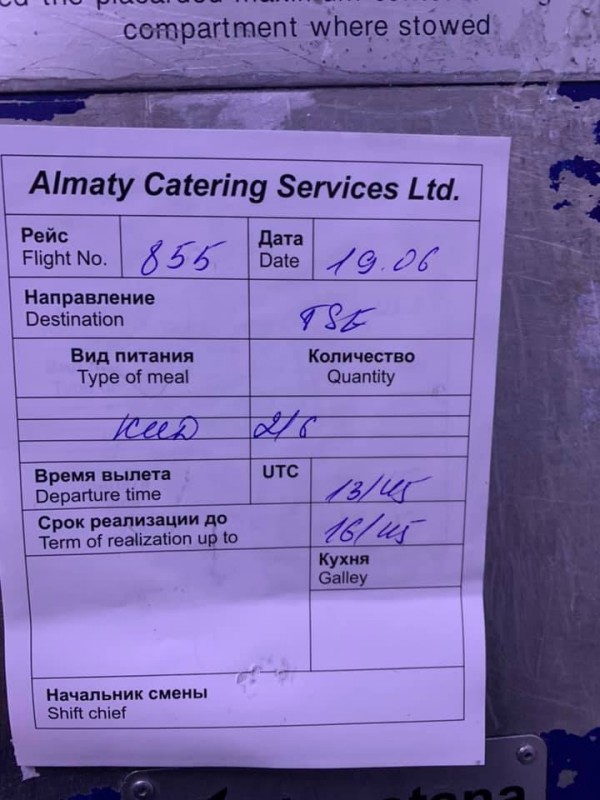 compartment where stowed
Almaty Catering Services Ltd.
Рейс 855 Дата 19.06
Flight No. Date
Направление
Destination TSE
Вид питания Количество
Type of meal Quantity
кид 2/6
Время вылета UTC
Departure time 13/45
Срок реализации до
Term of realization up to 16/45
Кухня
Galley
Начальник смены
Shift chief